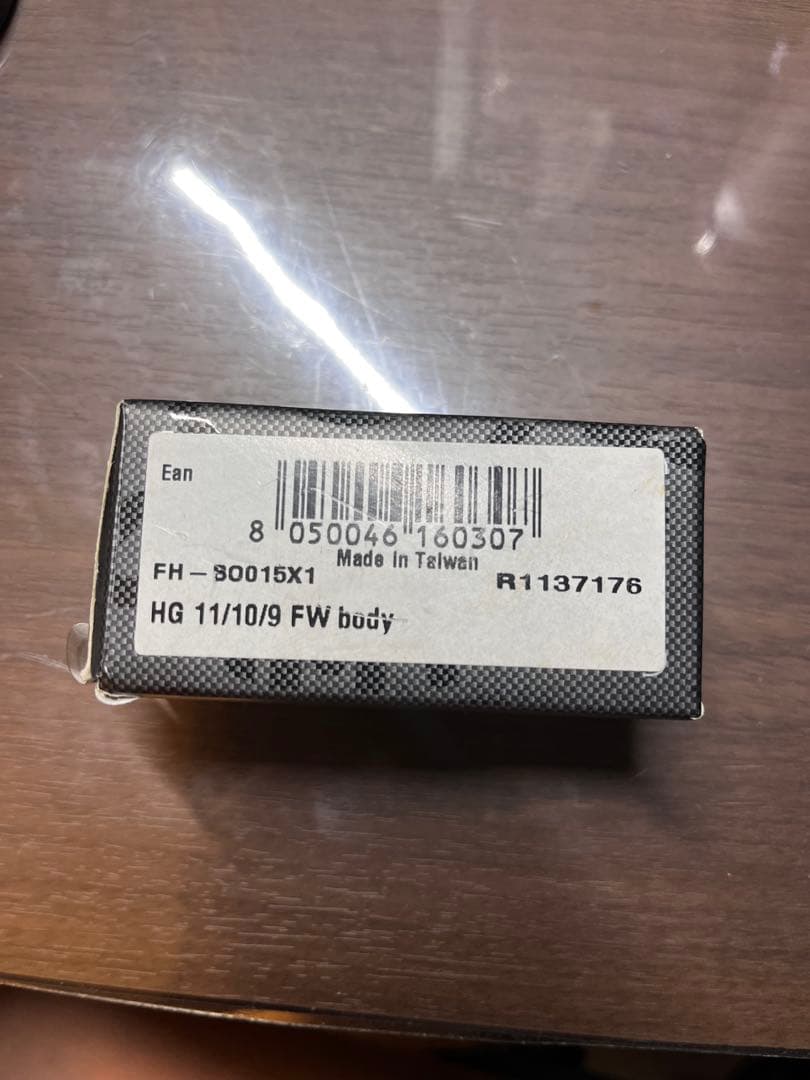 Ean
8 050046 160307
Made In Taiwan
FH-SO015X1
R1137176
HG 11/10/9 FW body